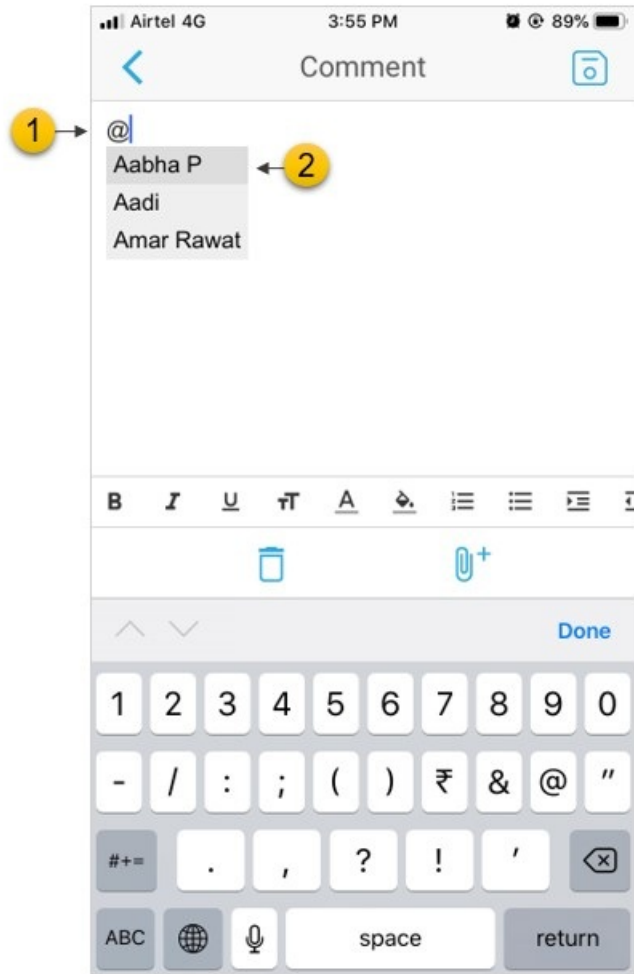 Airtel 4G 3:55 PM 89%
Comment
1 @
Aabha P 2
Aadi
Amar Rawat
B I U TT A
Done
1 2 3 4 5 6 7 8 9 0
- / : ; ( ) ₹ & @ "
#+= . , ? ! '
ABC space return